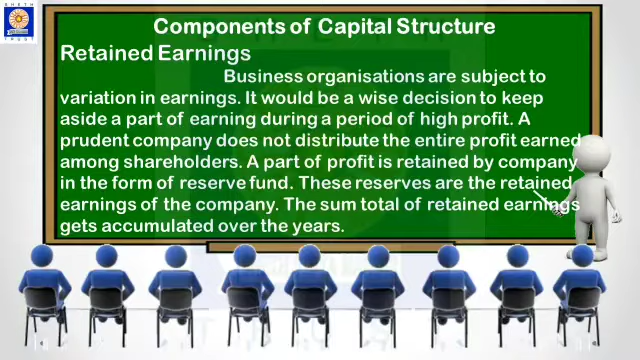 SHETH
TRUST
Components of Capital Structure
Retained Earnings
Business organisations are subject to
variation in earnings. It would be a wise decision to keep
aside a part of earning during a period of high profit. A
prudent company does not distribute the entire profit earned
among shareholders. A part of profit is retained by company
in the form of reserve fund. These reserves are the retained
earnings of the company. The sum total of retained earnings
gets accumulated over the years.